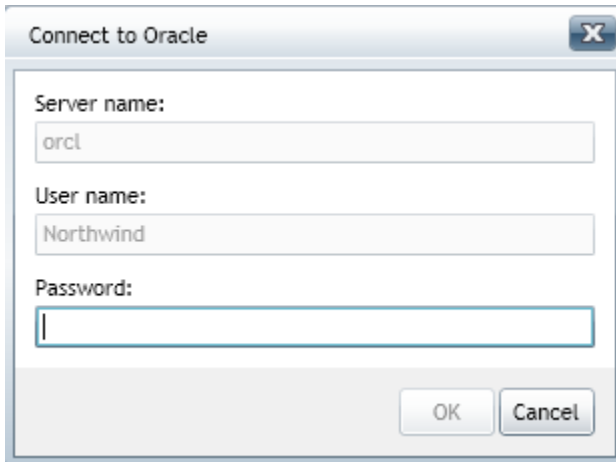 Connect to Oracle
Server name:
orcl
User name:
Northwind
Password:
OK Cancel